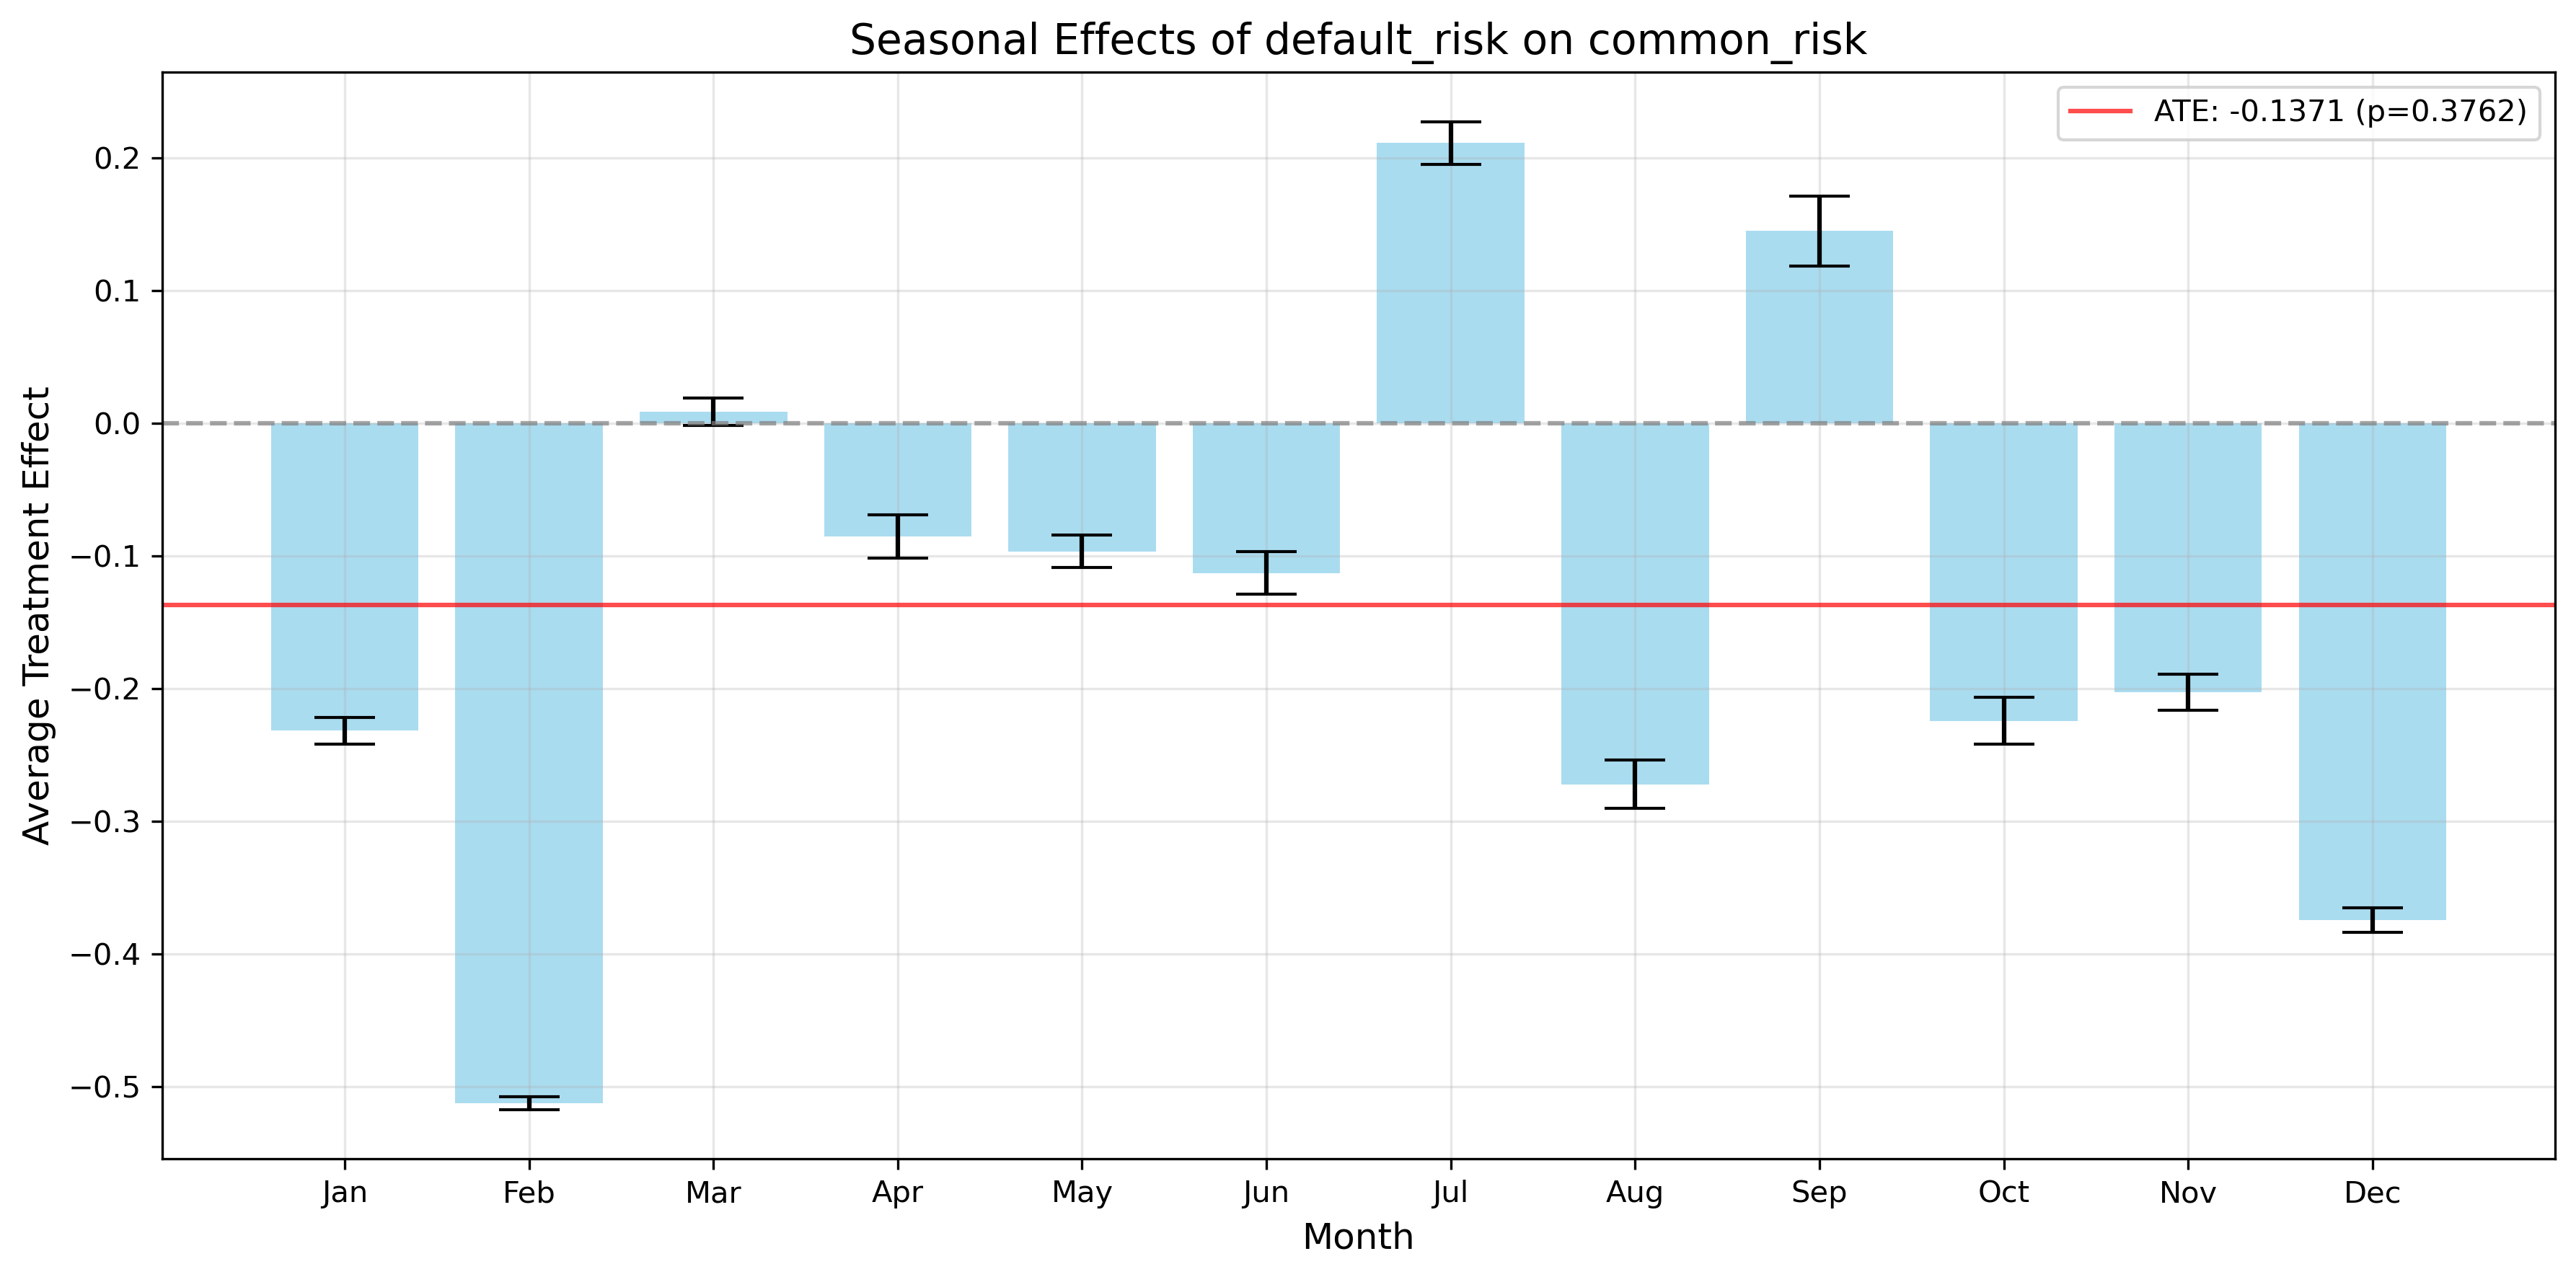 Seasonal Effects of default_risk on common_risk
ATE: -0.1371 (p=0.3762)
Average Treatment Effect
0.2
0.1
0.0
−0.1
−0.2
−0.3
−0.4
−0.5
Jan Feb Mar Apr May Jun Jul Aug Sep Oct Nov Dec
Month